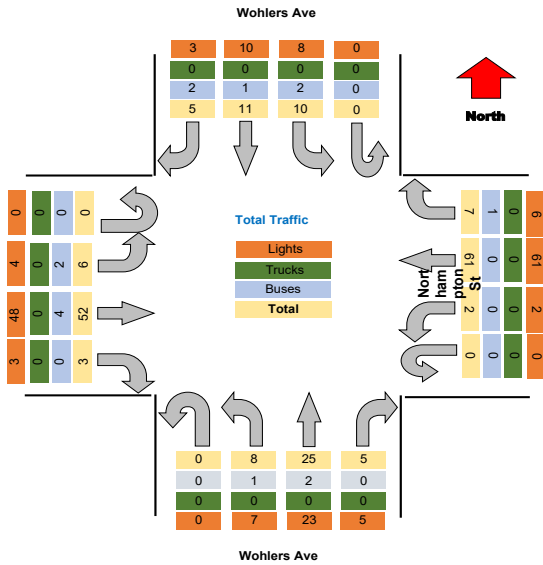 Wohlers Ave
3 10 8 0
0 0 0 0
2 1 2 0
5 11 10 0
North
0 0 0 0
4 0 2 6
48 0 4 52
3 0 0 3
Total Traffic
Lights
Trucks
Buses
Total
7 1 0 6
61 0 0 61
2 0 0 2
0 0 0 0
Nort
ham
pton
St
0 8 25 5
0 1 2 0
0 0 0 0
0 7 23 5
Wohlers Ave